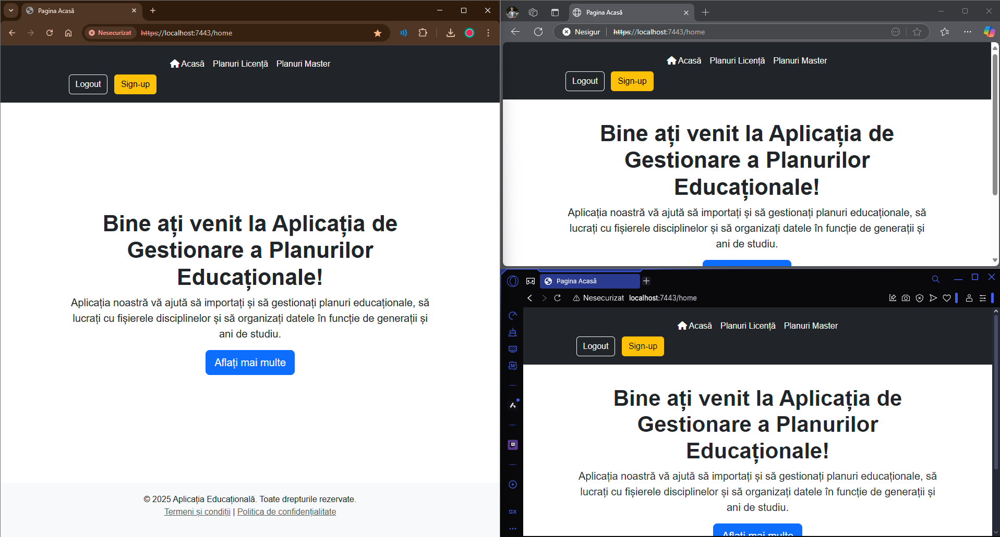 Pagina Acasă
Nesecurizat https://localhost:7443/home
Acasă Planuri Licență Planuri Master
Logout Sign-up
Bine ați venit la Aplicația de
Gestionare a Planurilor
Educaționale!
Aplicația noastră vă ajută să importați și să gestionați planuri educaționale, să
lucrați cu fișierele disciplinelor și să organizați datele în funcție de generații și
ani de studiu.
Aflați mai multe
© 2025 Aplicația Educațională. Toate drepturile rezervate.
Termeni și condiții | Politica de confidențialitate
Pagina Acasă
Nesigur https://localhost:7443/home
Acasă Planuri Licență Planuri Master
Logout Sign-up
Bine ați venit la Aplicația de
Gestionare a Planurilor
Educaționale!
Aplicația noastră vă ajută să importați și să gestionați planuri educaționale, să
lucrați cu fișierele disciplinelor și să organizați datele în funcție de generații și
ani de studiu.
Pagina Acasă
Nesecurizat localhost:7443/home
M
GX
Acasă Planuri Licență Planuri Master
Logout Sign-up
Bine ați venit la Aplicația de
Gestionare a Planurilor
Educaționale!
Aplicația noastră vă ajută să importați și să gestionați planuri educaționale, să
lucrați cu fișierele disciplinelor și să organizați datele în funcție de generații și
ani de studiu.
Aflați mai multe